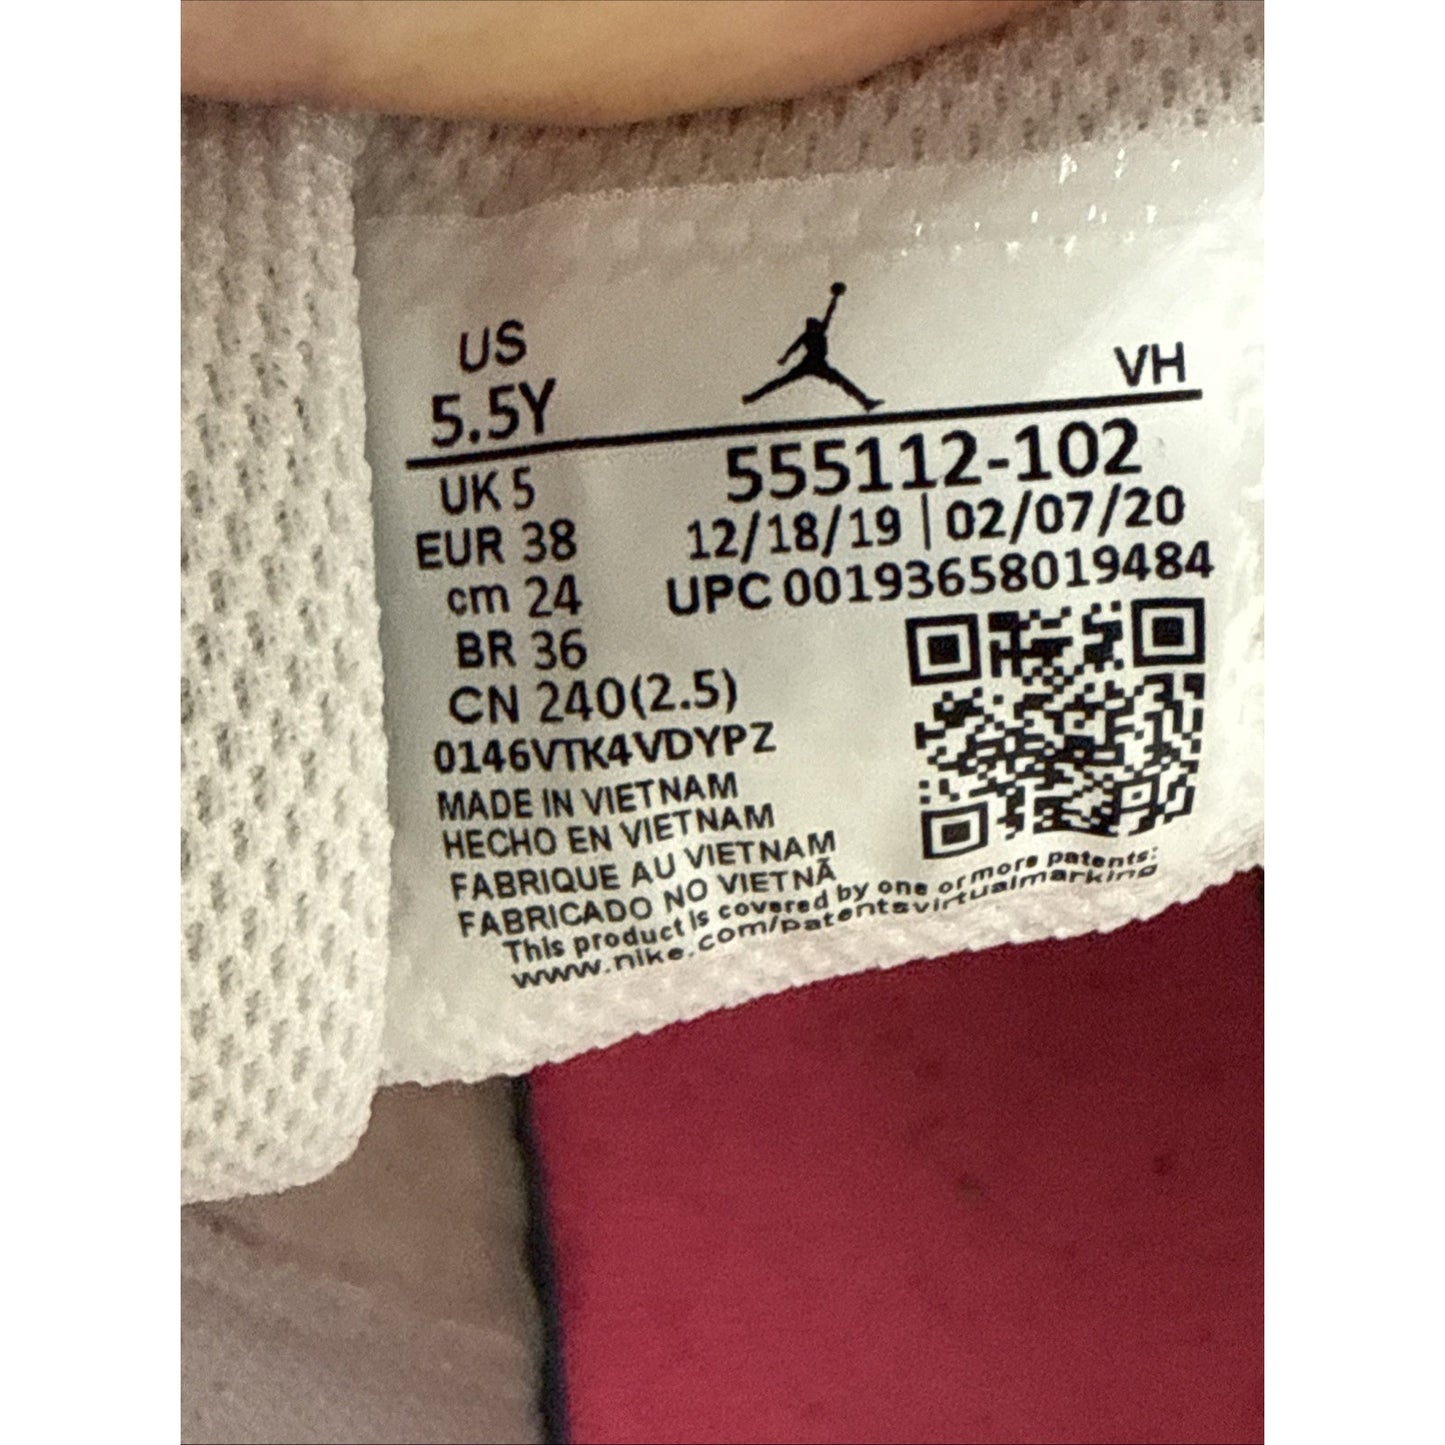 US
5.5Y
VH
UK 5
EUR 38
cm 24
BR 36
CN 240(2.5)
555112-102
12/18/19 | 02/07/20
UPC 00193658019484
0146VTK4VDYPZ
MADE IN VIETNAM
HECHO EN VIETNAM
FABRIQUE AU VIETNAM
FABRICADO NO VIETNÃ
This product is covered by one or more patents:
www.nike.com/patentsvirtualmarking